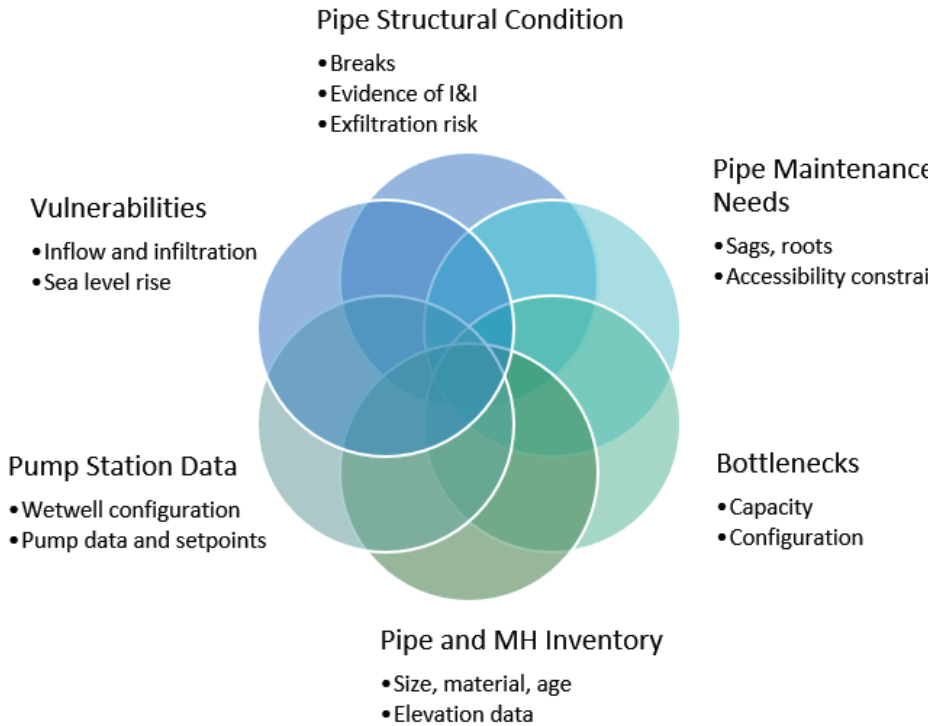 Pipe Structural Condition
•Breaks
•Evidence of I&I
•Exfiltration risk
Pipe Maintenance
Needs
•Sags, roots
•Accessibility constrai
Bottlenecks
•Capacity
•Configuration
Pipe and MH Inventory
•Size, material, age
•Elevation data
Pump Station Data
•Wetwell configuration
•Pump data and setpoints
Vulnerabilities
•Inflow and infiltration
•Sea level rise